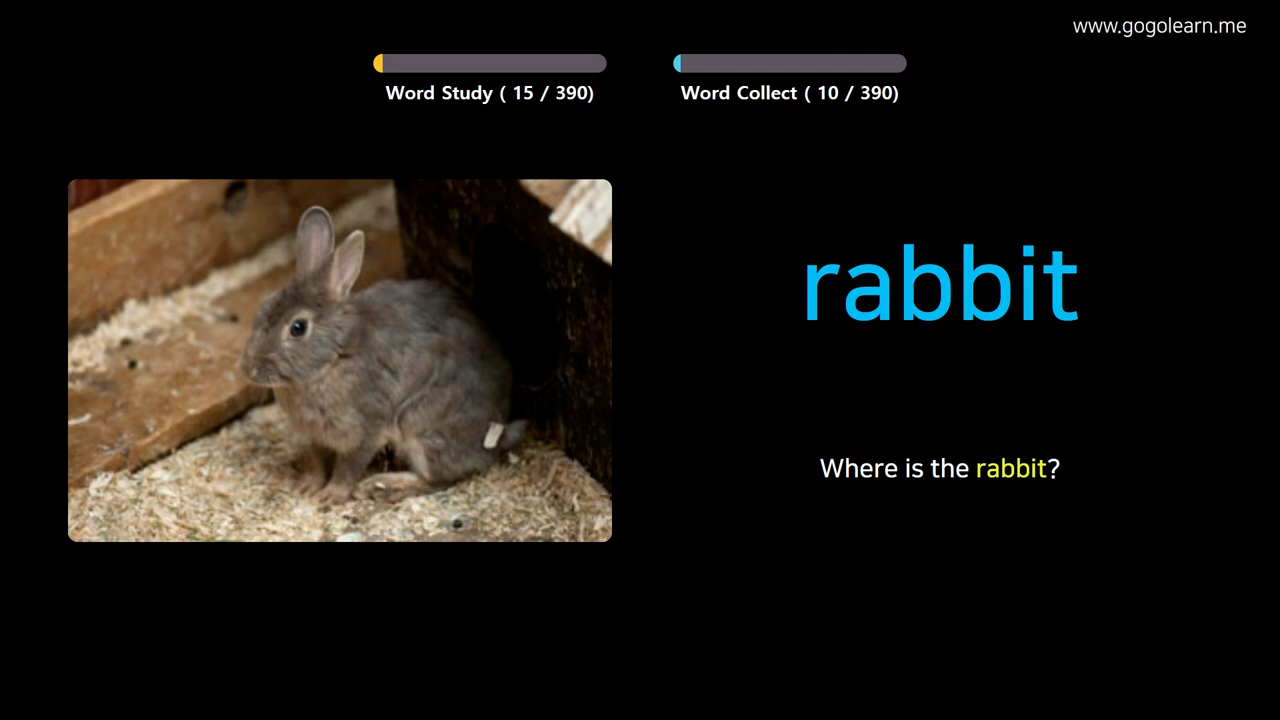 www.gogolearn.me
Word Study ( 15 / 390)
Word Collect ( 10 / 390)
rabbit
Where is the rabbit?